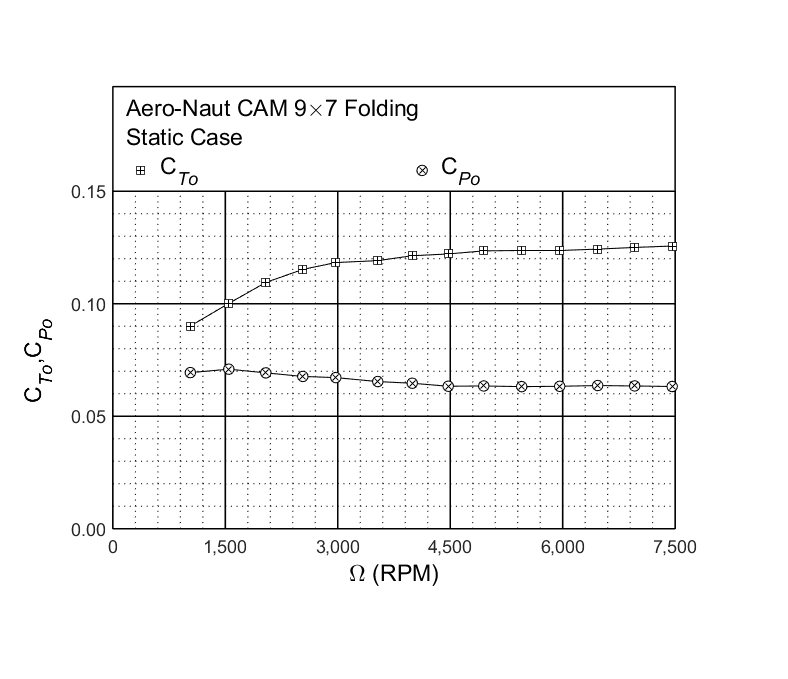 Aero-Naut CAM 9×7 Folding
Static Case
C_To C_Po
0.15
0.10
0.05
0.00
C_To,C_Po
0 1,500 3,000 4,500 6,000 7,500
Ω (RPM)